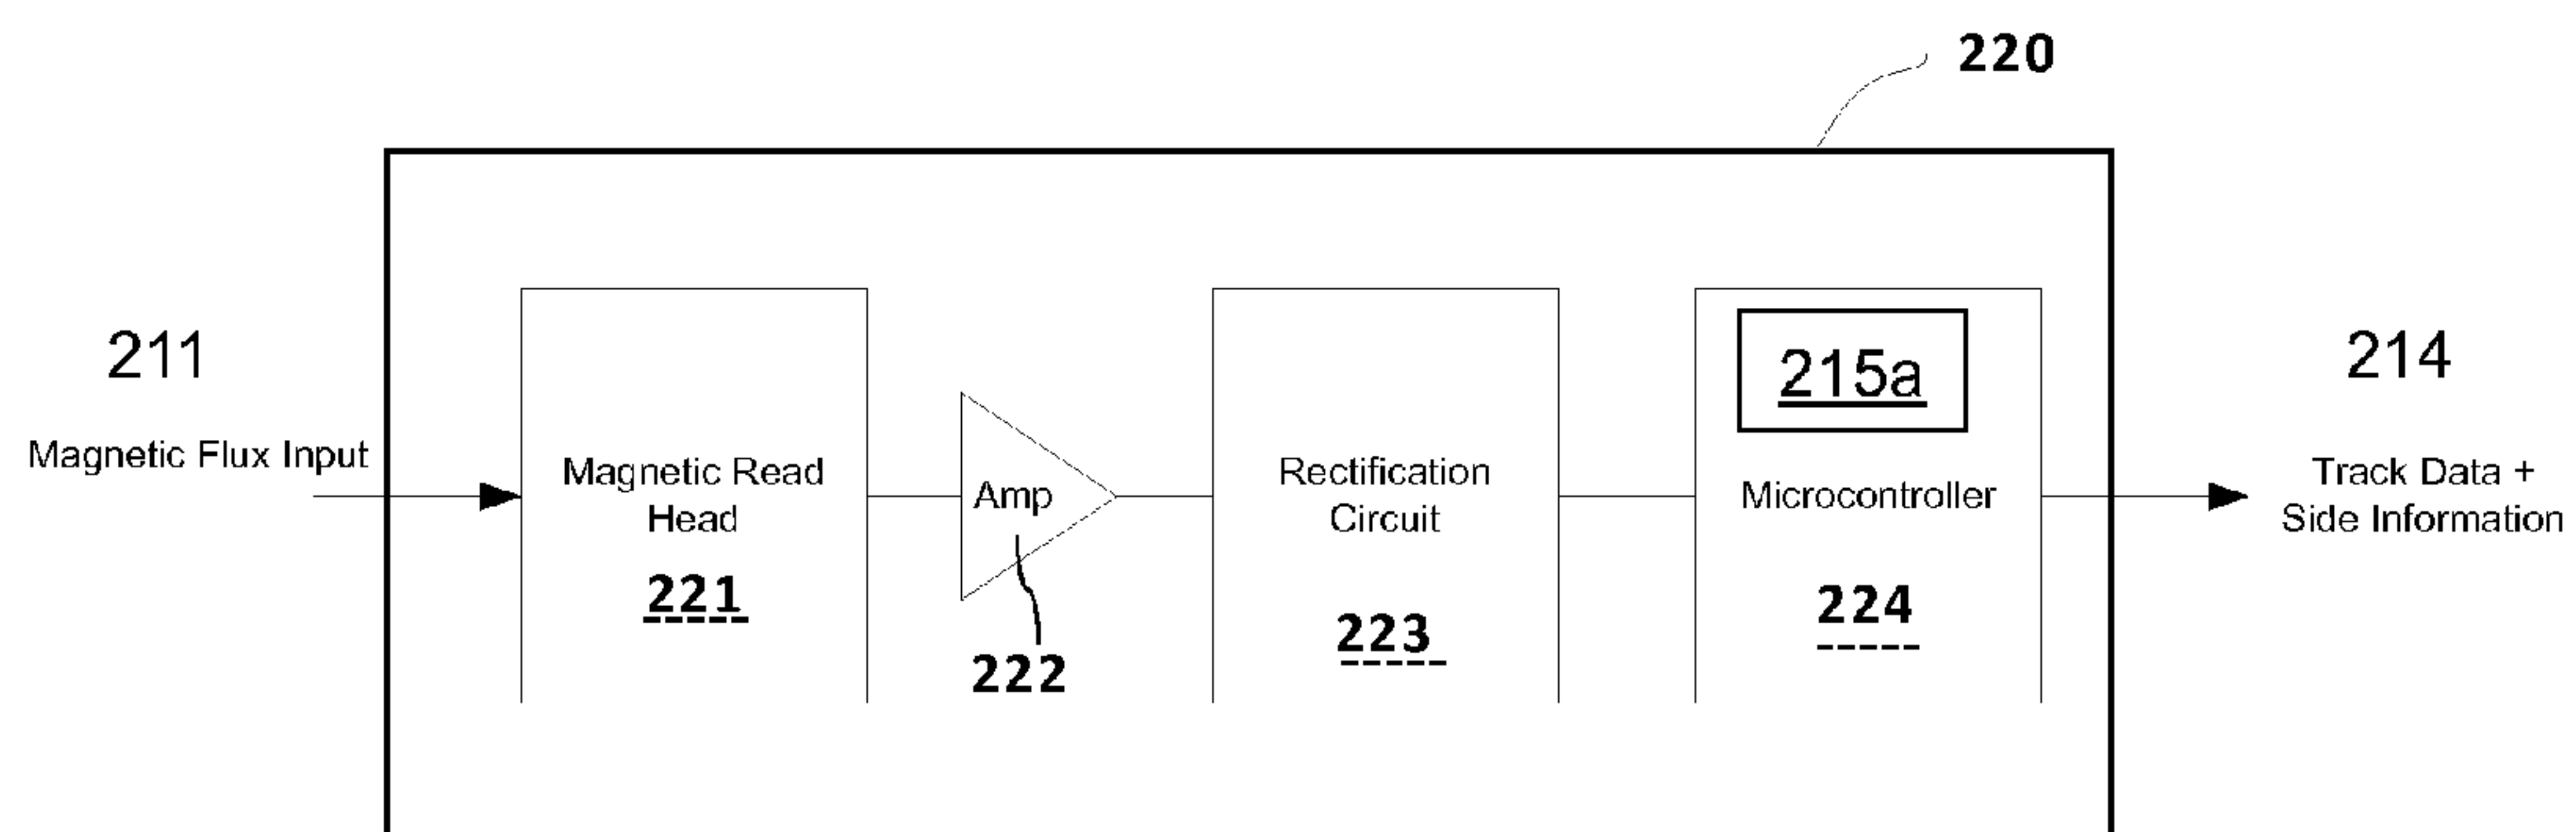 220
211
Magnetic Flux Input
Magnetic Read
Head
221
Amp
222
Rectification
Circuit
223
215a
Microcontroller
224
214
Track Data +
Side Information